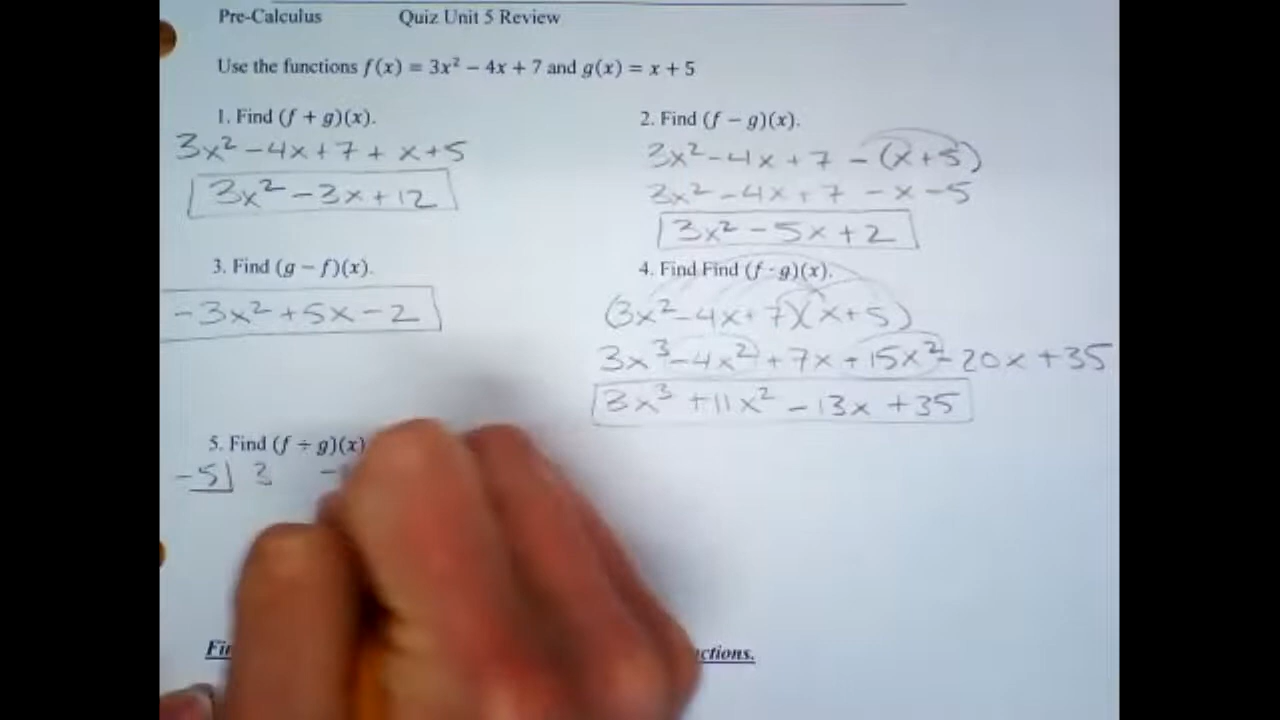 Pre-Calculus Quiz Unit 5 Review
Use the functions f(x) = 3x² − 4x + 7 and g(x) = x + 5
1. Find (f + g)(x).
3x² − 4x + 7 + x + 5
3x² − 3x + 12
2. Find (f − g)(x).
3x² − 4x + 7 − (x + 5)
3x² − 4x + 7 − x − 5
3x² − 5x + 2
3. Find (g − f)(x).
−3x² + 5x − 2
4. Find Find (f · g)(x).
(3x² − 4x + 7)(x + 5)
3x³ − 4x² + 7x + 15x² − 20x + 35
3x³ + 11x² − 13x + 35
5. Find (f ÷ g)(x)
−5 3 −